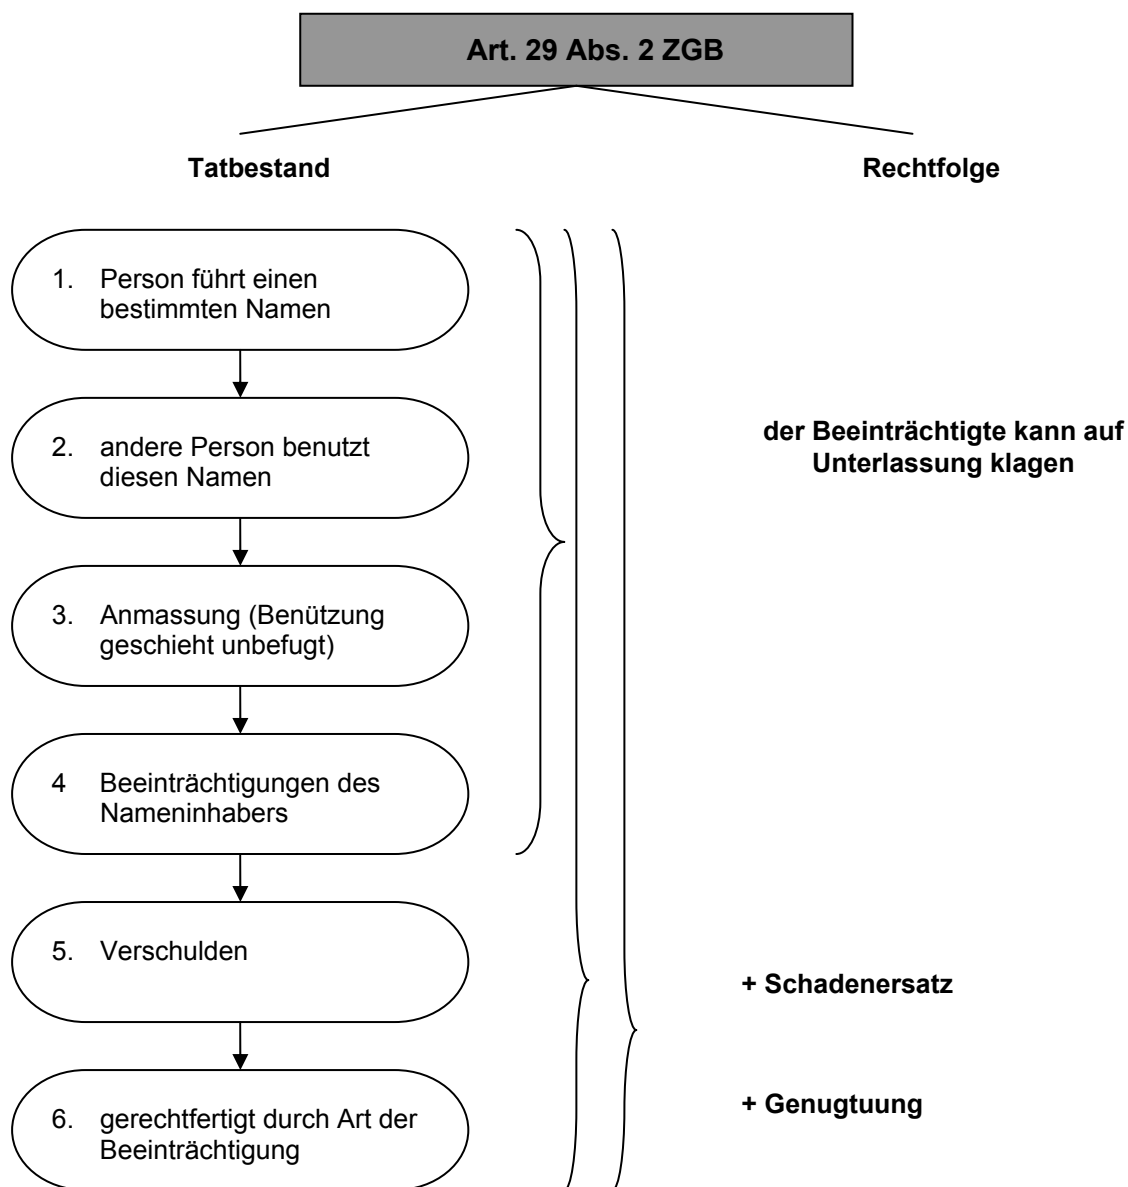 Art. 29 Abs. 2 ZGB
Tatbestand
Rechtfolge
1. Person führt einen
bestimmten Namen
2. andere Person benutzt
diesen Namen
der Beeinträchtigte kann auf
Unterlassung klagen
3. Anmassung (Benützung
geschieht unbefugt)
4 Beeinträchtigungen des
Nameninhabers
5. Verschulden
+ Schadenersatz
6. gerechtfertigt durch Art der
Beeinträchtigung
+ Genugtuung